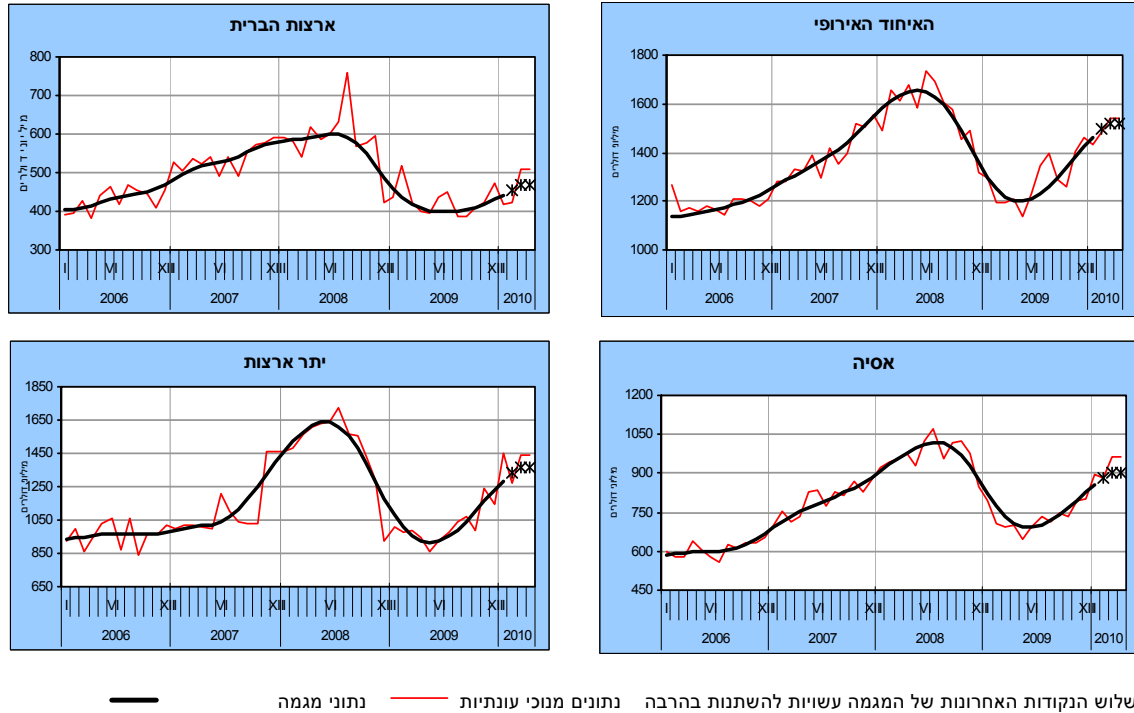 האיחוד האירופי
מיליוני דולרים
1800
1600
1400
1200
1000
I VI XII I VI XII I VI XII I VI XII I
2006 2007 2008 2009 2010
ארצות הברית
מיליוני דולרים
800
700
600
500
400
300
I VI XII I VI XII I VI XII I VI XII I
2006 2007 2008 2009 2010
אסיה
מיליוני דולרים
1200
1050
900
750
600
450
I VI XII I VI XII I VI XII I VI XII I
2006 2007 2008 2009 2010
יתר ארצות
מיליוני דולרים
1850
1650
1450
1250
1050
850
650
I VI XII I VI XII I VI XII I VI XII I
2006 2007 2008 2009 2010
שלוש הנקודות האחרונות של המגמה עשויות להשתנות בהרבה נתונים מנוכי עונתיות נתוני מגמה